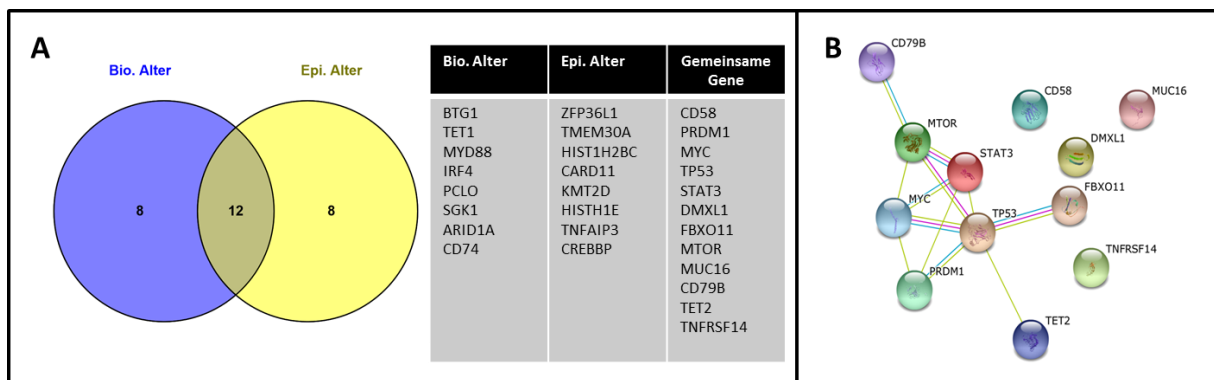 A
Bio. Alter
Epi. Alter
8
12
8
Bio. Alter Epi. Alter Gemeinsame Gene
BTG1 ZFP36L1 CD58
TET1 TMEM30A PRDM1
MYD88 HIST1H2BC MYC
IRF4 CARD11 TP53
PCLO KMT2D STAT3
SGK1 HISTH1E DMXL1
ARID1A TNFAIP3 FBXO11
CD74 CREBBP MTOR
MUC16
CD79B
TET2
TNFRSF14
B
CD79B
CD58
MUC16
MTOR
DMXL1
STAT3
FBXO11
MYC
TP53
TNFRSF14
PRDM1
TET2